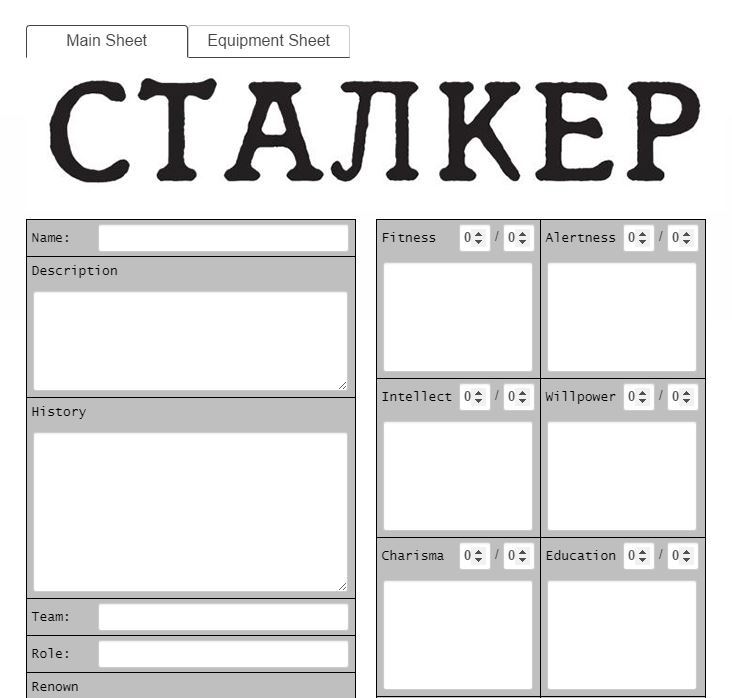 Main Sheet Equipment Sheet
СТАЛКЕР
Name:
Description
History
Team:
Role:
Renown
Fitness 0 / 0 Alertness 0 / 0
Intellect 0 / 0 Willpower 0 / 0
Charisma 0 / 0 Education 0 / 0